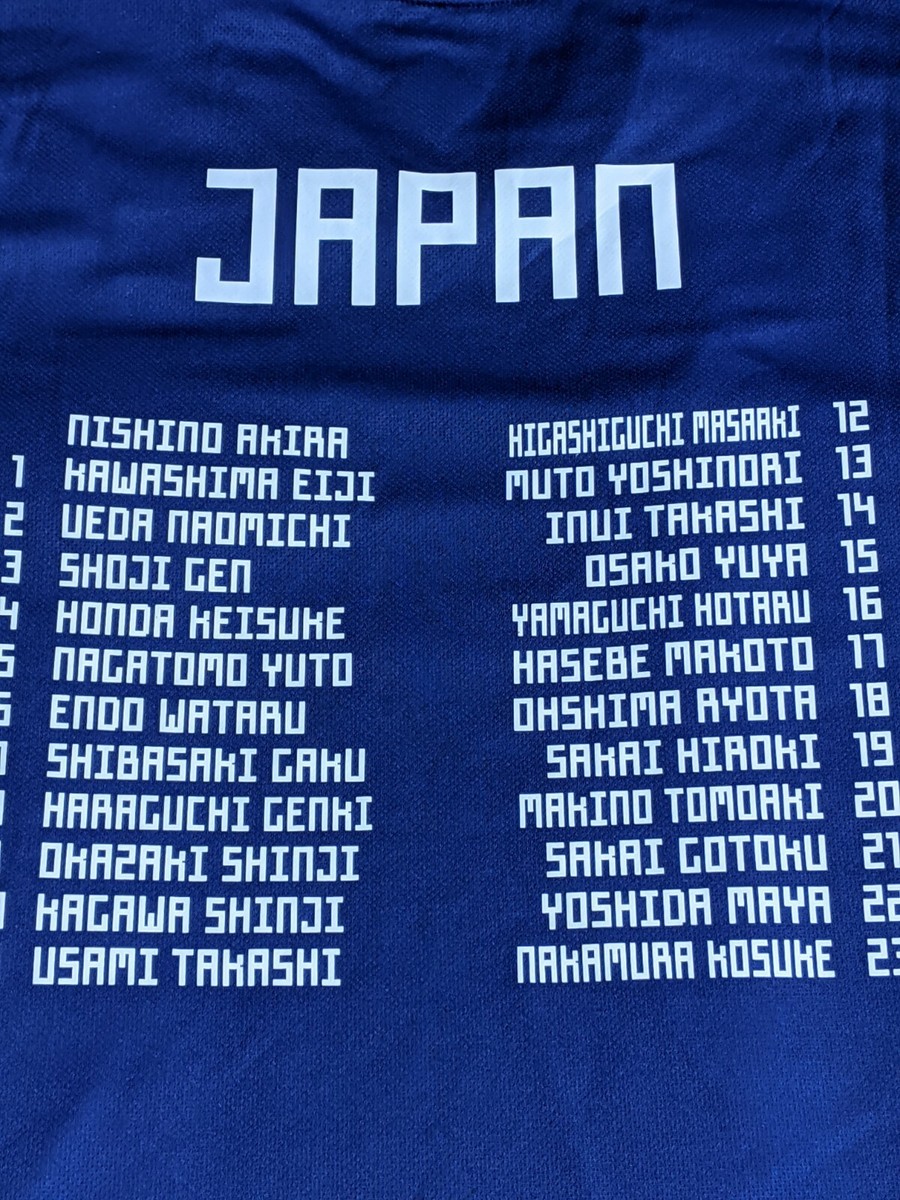 JAPAN
NISHINO AKIRA
1 KAWASHIMA EIJI
2 UEDA NAOMICHI
3 SHOJI GEN
4 HONDA KEISUKE
5 NAGATOMO YUTO
ENDO WATARU
SHIBASAKI GAKU
HARAGUCHI GENKI
OKAZAKI SHINJI
KAGAWA SHINJI
USAMI TAKASHI
HIGASHIGUCHI MASAAKI 12
MUTO YOSHINORI 13
INUI TAKASHI 14
OSAKO YUYA 15
YAMAGUCHI HOTARU 16
HASEBE MAKOTO 17
OHSHIMA RYOTA 18
SAKAI HIROKI 19
MAKINO TOMOAKI 20
SAKAI GOTOKU 21
YOSHIDA MAYA 22
NAKAMURA KOSUKE 23